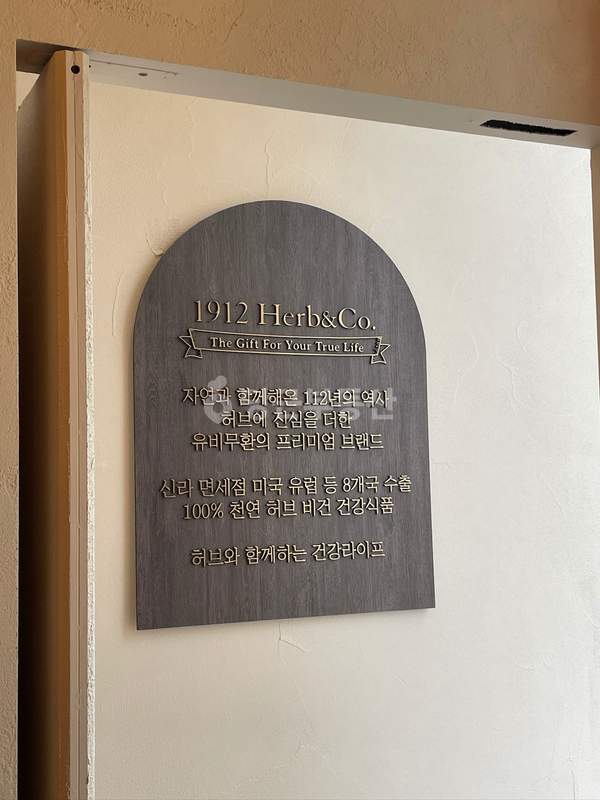 1912 Herb&Co.
The Gift For Your True Life
자연과 함께해온 112년의 역사
허브에 진심을 더한
유비무환의 프리미엄 브랜드
신라 면세점 미국 유럽 등 8개국 수출
100% 천연 허브 비건 건강식품
허브와 함께하는 건강라이프